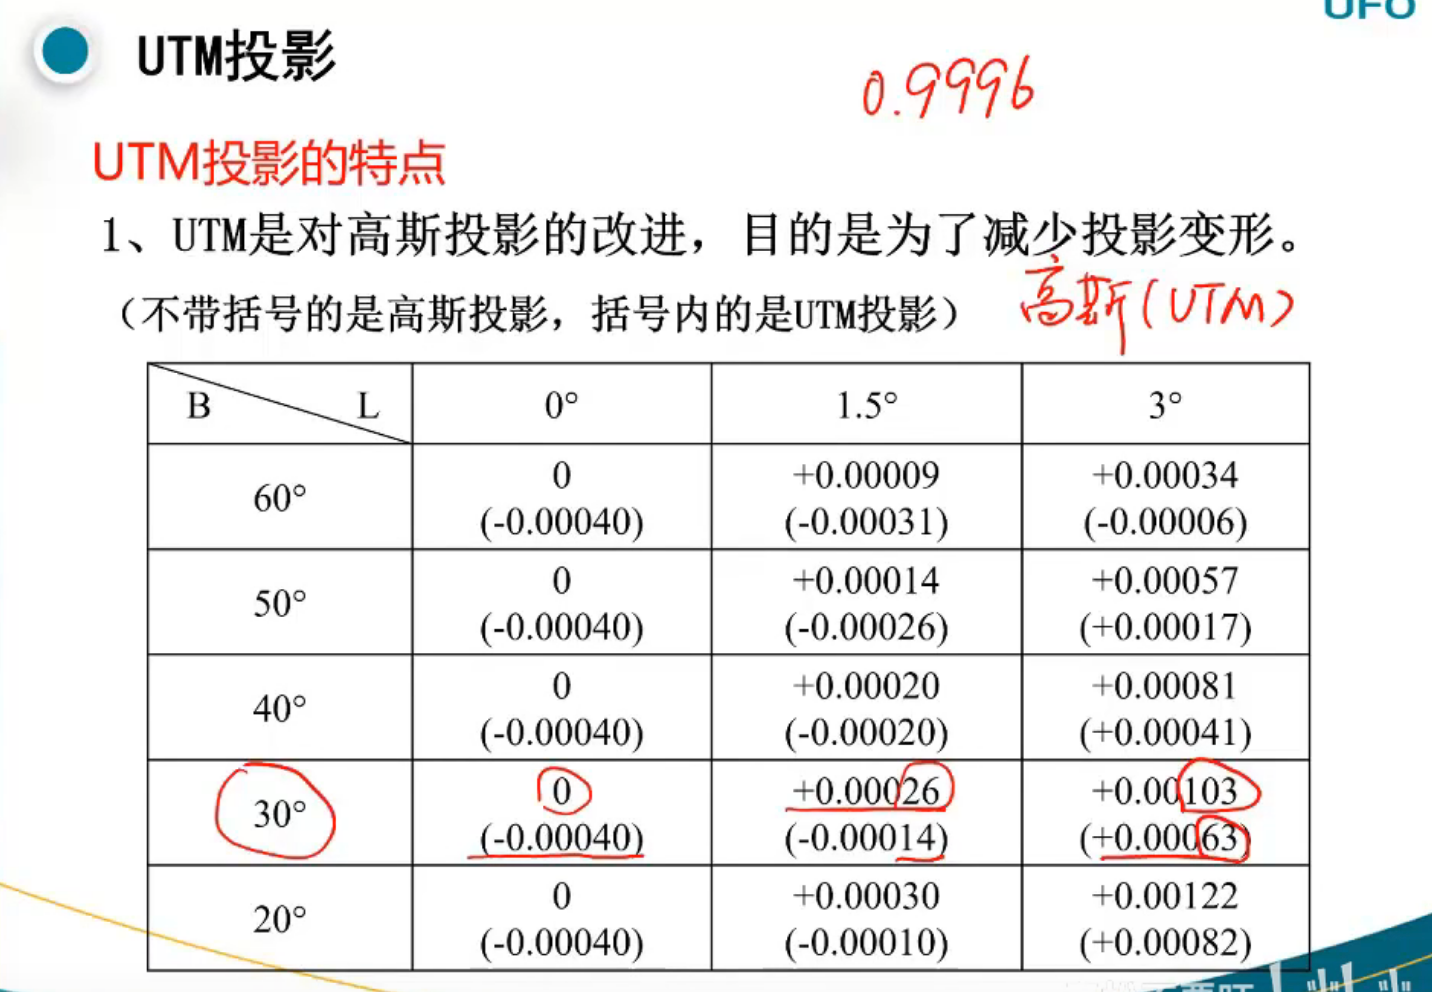 UFO
UTM投影
0.9996
UTM投影的特点
1、UTM是对高斯投影的改进，目的是为了减少投影变形。
（不带括号的是高斯投影，括号内的是UTM投影） 高斯(UTM)
B L 0° 1.5° 3°
60° 0 +0.00009 +0.00034
(-0.00040) (-0.00031) (-0.00006)
50° 0 +0.00014 +0.00057
(-0.00040) (-0.00026) (+0.00017)
40° 0 +0.00020 +0.00081
(-0.00040) (-0.00020) (+0.00041)
30° 0 +0.00026 +0.00103
(-0.00040) (-0.00014) (+0.00063)
20° 0 +0.00030 +0.00122
(-0.00040) (-0.00010) (+0.00082)